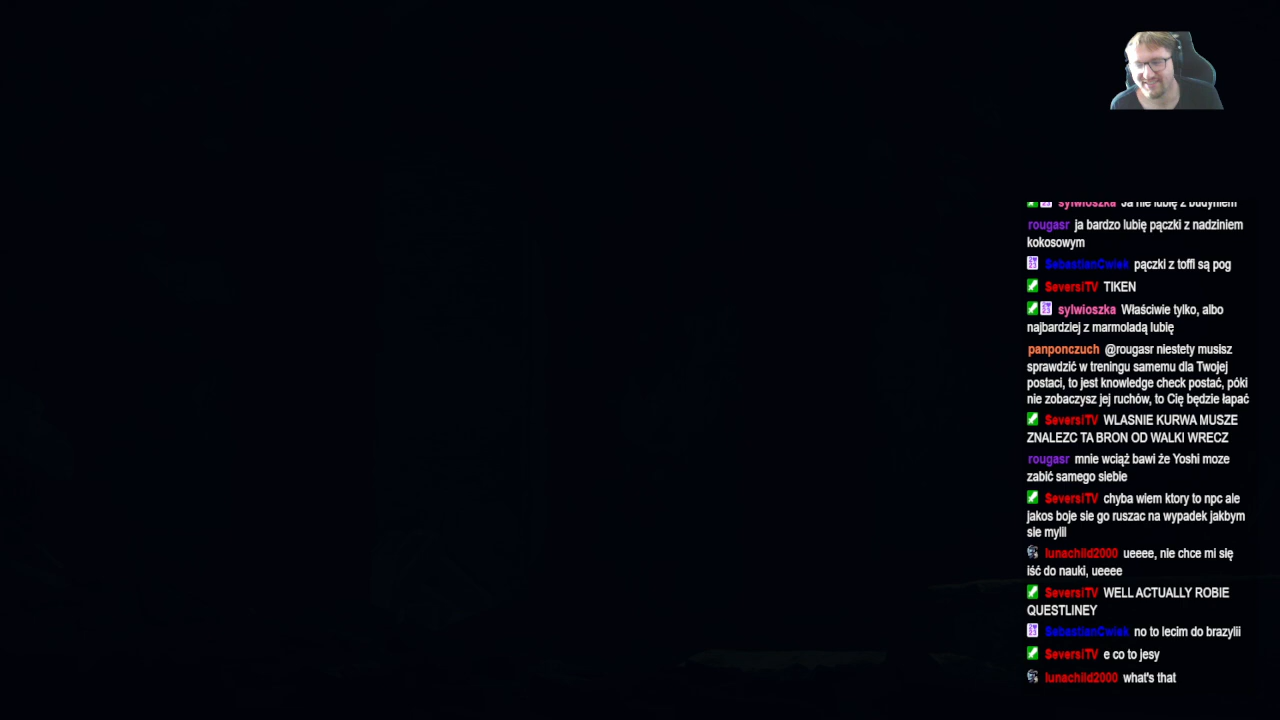 sylwioszka Ja nie lubię z budyniem
rougasr ja bardzo lubię pączki z nadziniem
kokosowym
SebastianCwiek pączki z toffi są pog
SeversiTV TIKEN
sylwioszka Właściwie tylko, albo
najbardziej z marmoladą lubię
panponczuch @rougasr niestety musisz
sprawdzić w treningu samemu dla Twojej
postaci, to jest knowledge check postać, póki
nie zobaczysz jej ruchów, to Cię będzie łapać
SeversiTV WLASNIE KURWA MUSZE
ZNALEZC TA BRON OD WALKI WRECZ
rougasr mnie wciąż bawi że Yoshi moze
zabić samego siebie
SeversiTV chyba wiem ktory to npc ale
jakos boje sie go ruszac na wypadek jakbym
sie mylil
lunachild2000 ueeee, nie chce mi się
iść do nauki, ueeee
SeversiTV WELL ACTUALLY ROBIE
QUESTLINEY
SebastianCwiek no to lecim do brazylii
SeversiTV e co to jesy
lunachild2000 what's that